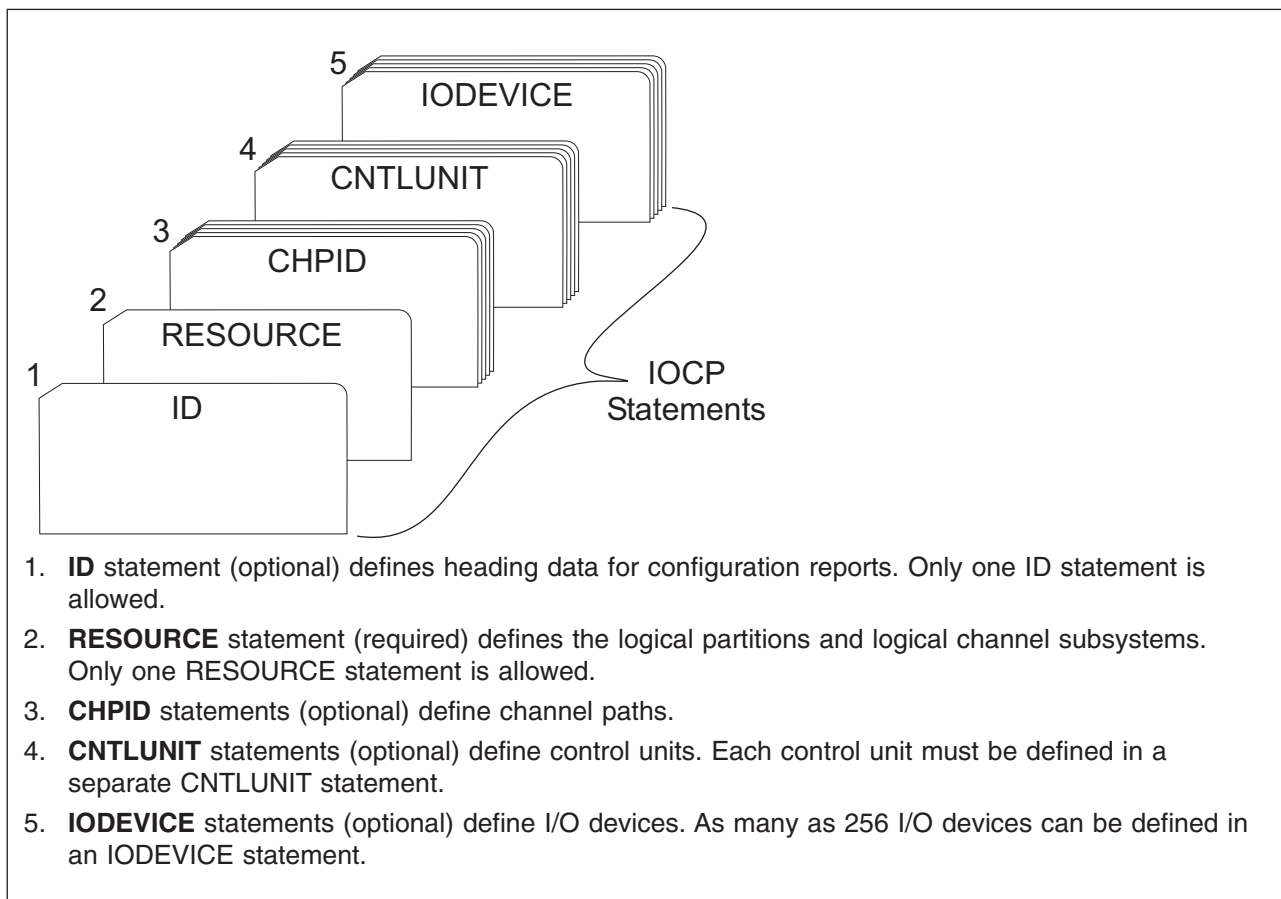 5
IODEVICE
4
CNTLUNIT
3
CHPID
2
RESOURCE
1
ID
IOCP
Statements
1. ID statement (optional) defines heading data for configuration reports. Only one ID statement is
allowed.
2. RESOURCE statement (required) defines the logical partitions and logical channel subsystems.
Only one RESOURCE statement is allowed.
3. CHPID statements (optional) define channel paths.
4. CNTLUNIT statements (optional) define control units. Each control unit must be defined in a
separate CNTLUNIT statement.
5. IODEVICE statements (optional) define I/O devices. As many as 256 I/O devices can be defined in
an IODEVICE statement.